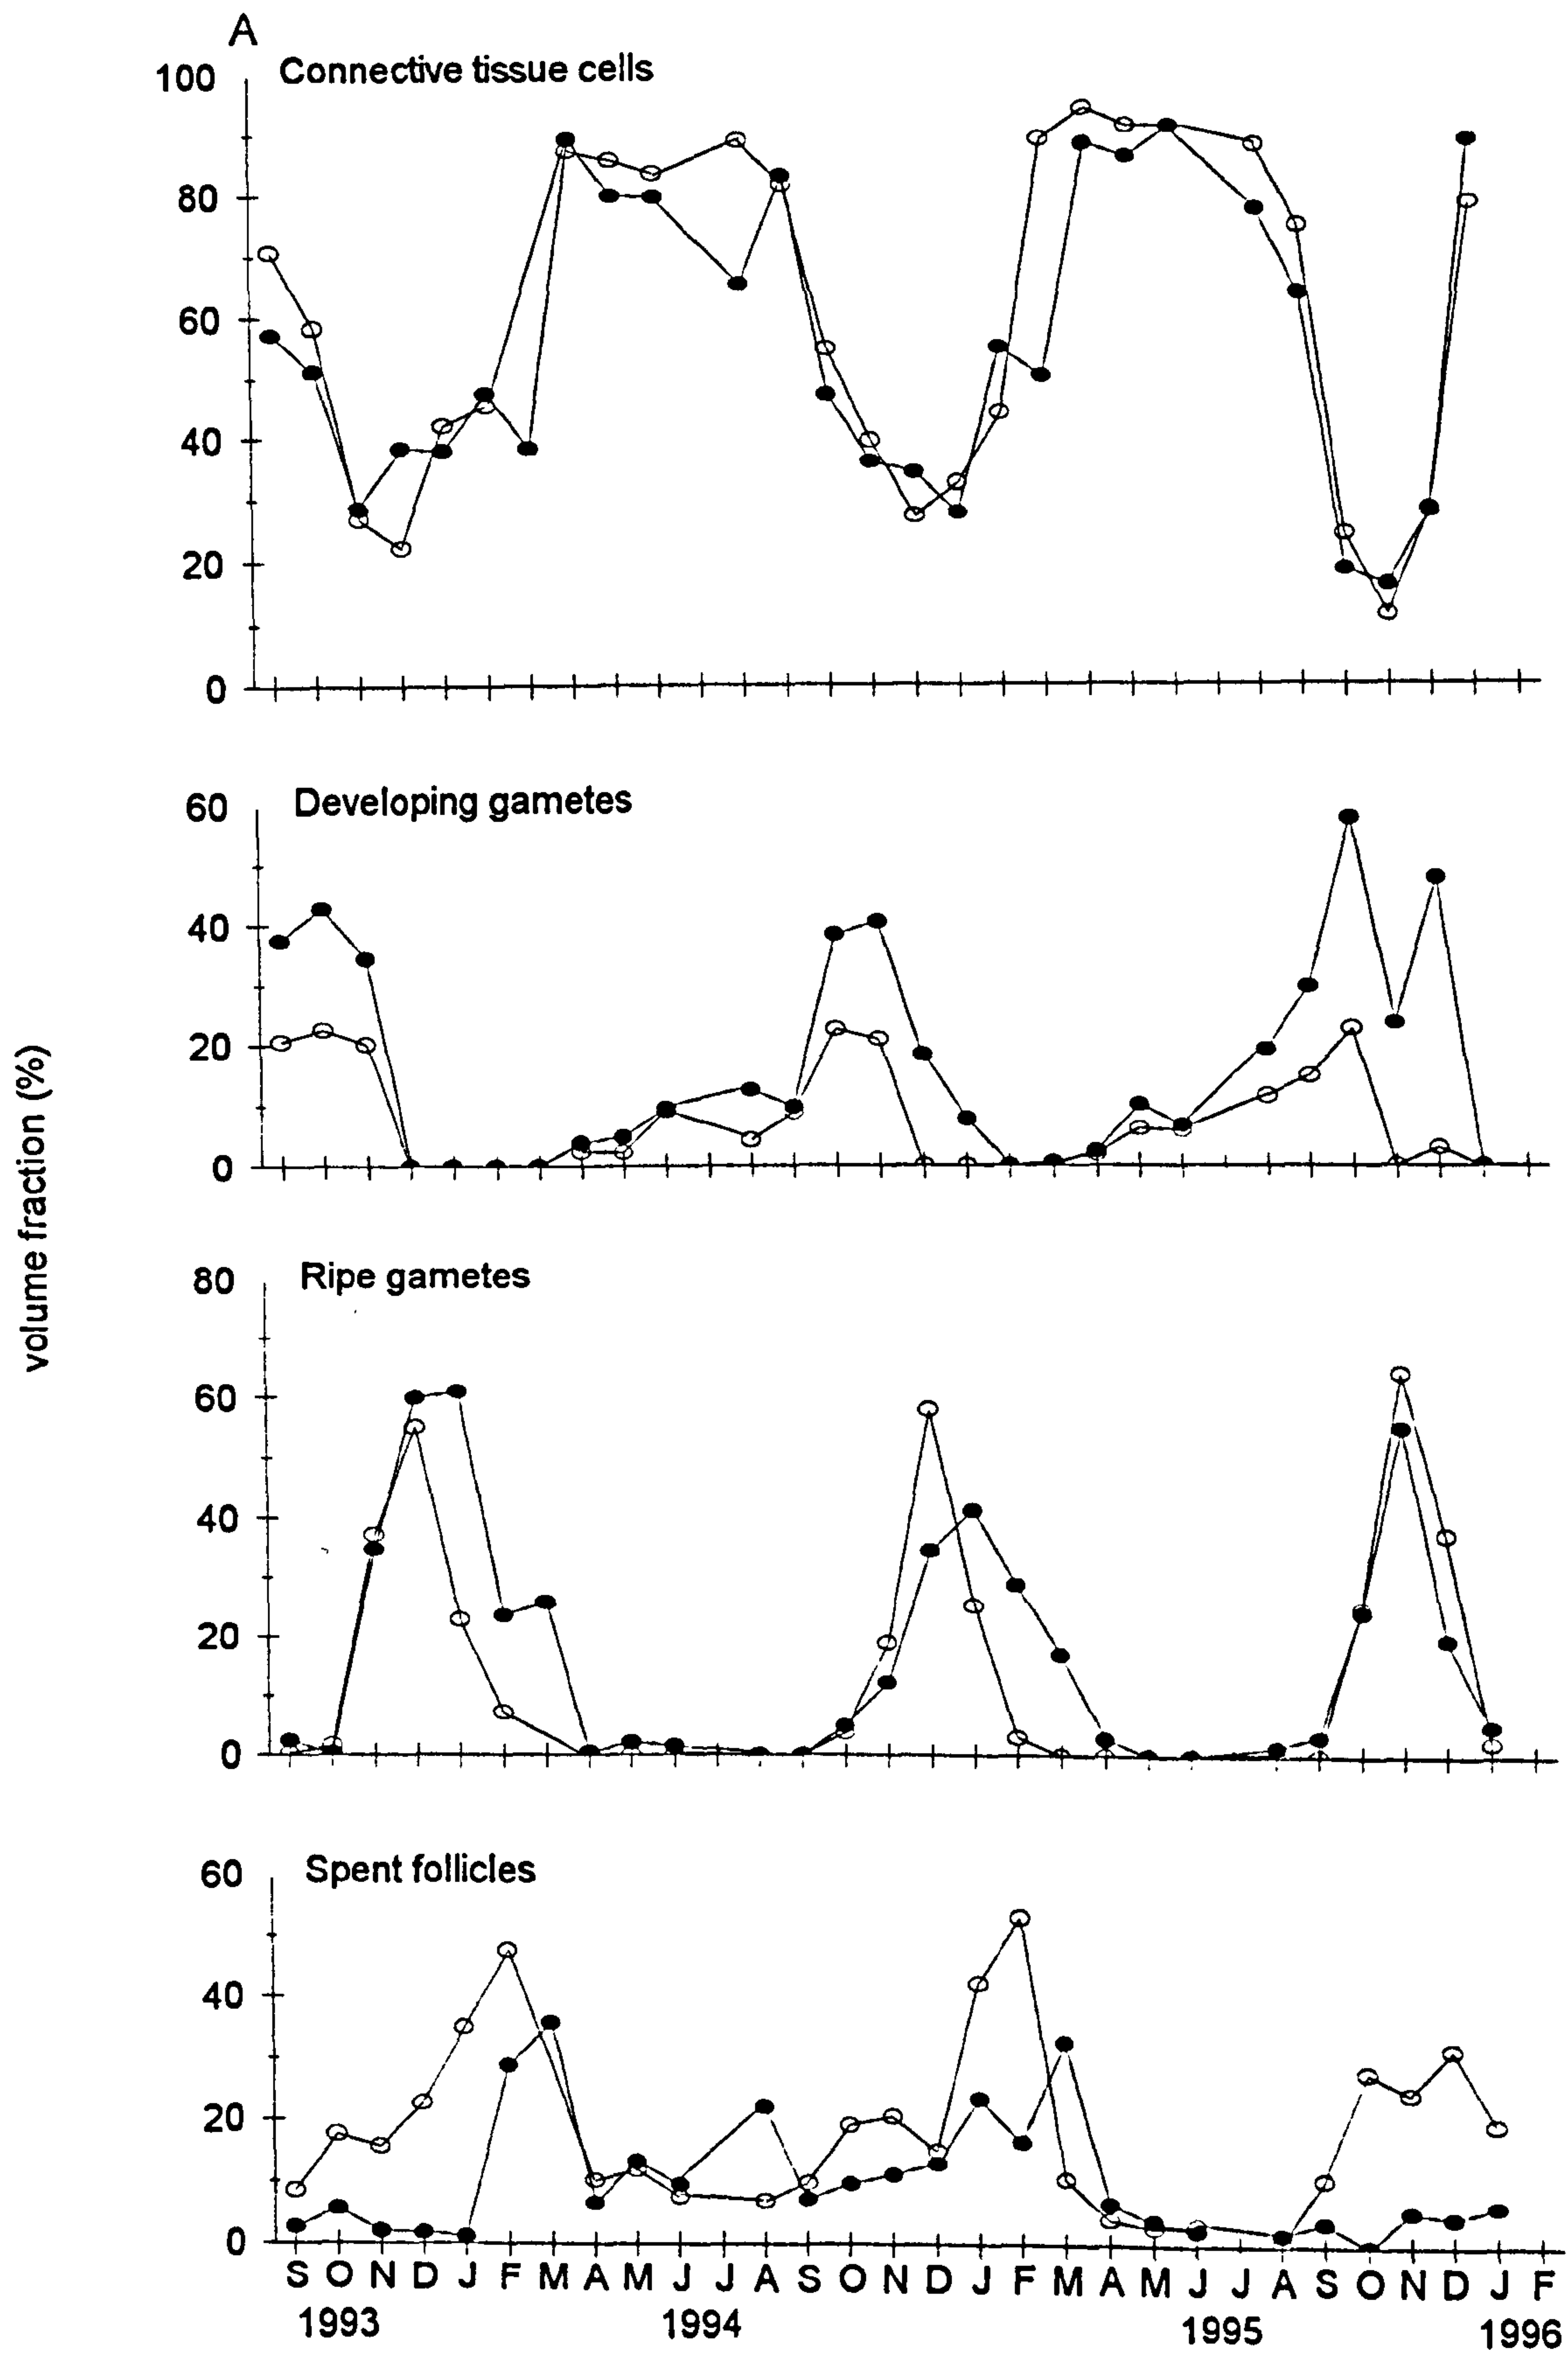 A
Connective tissue cells
100
80
60
40
20
0
Developing gametes
60
40
20
0
volume fraction (%)
Ripe gametes
80
60
40
20
0
Spent follicles
60
40
20
0
S O N D J F M A M J J A S O N D J F M A M J J A S O N D J F
1993 1994 1995 1996